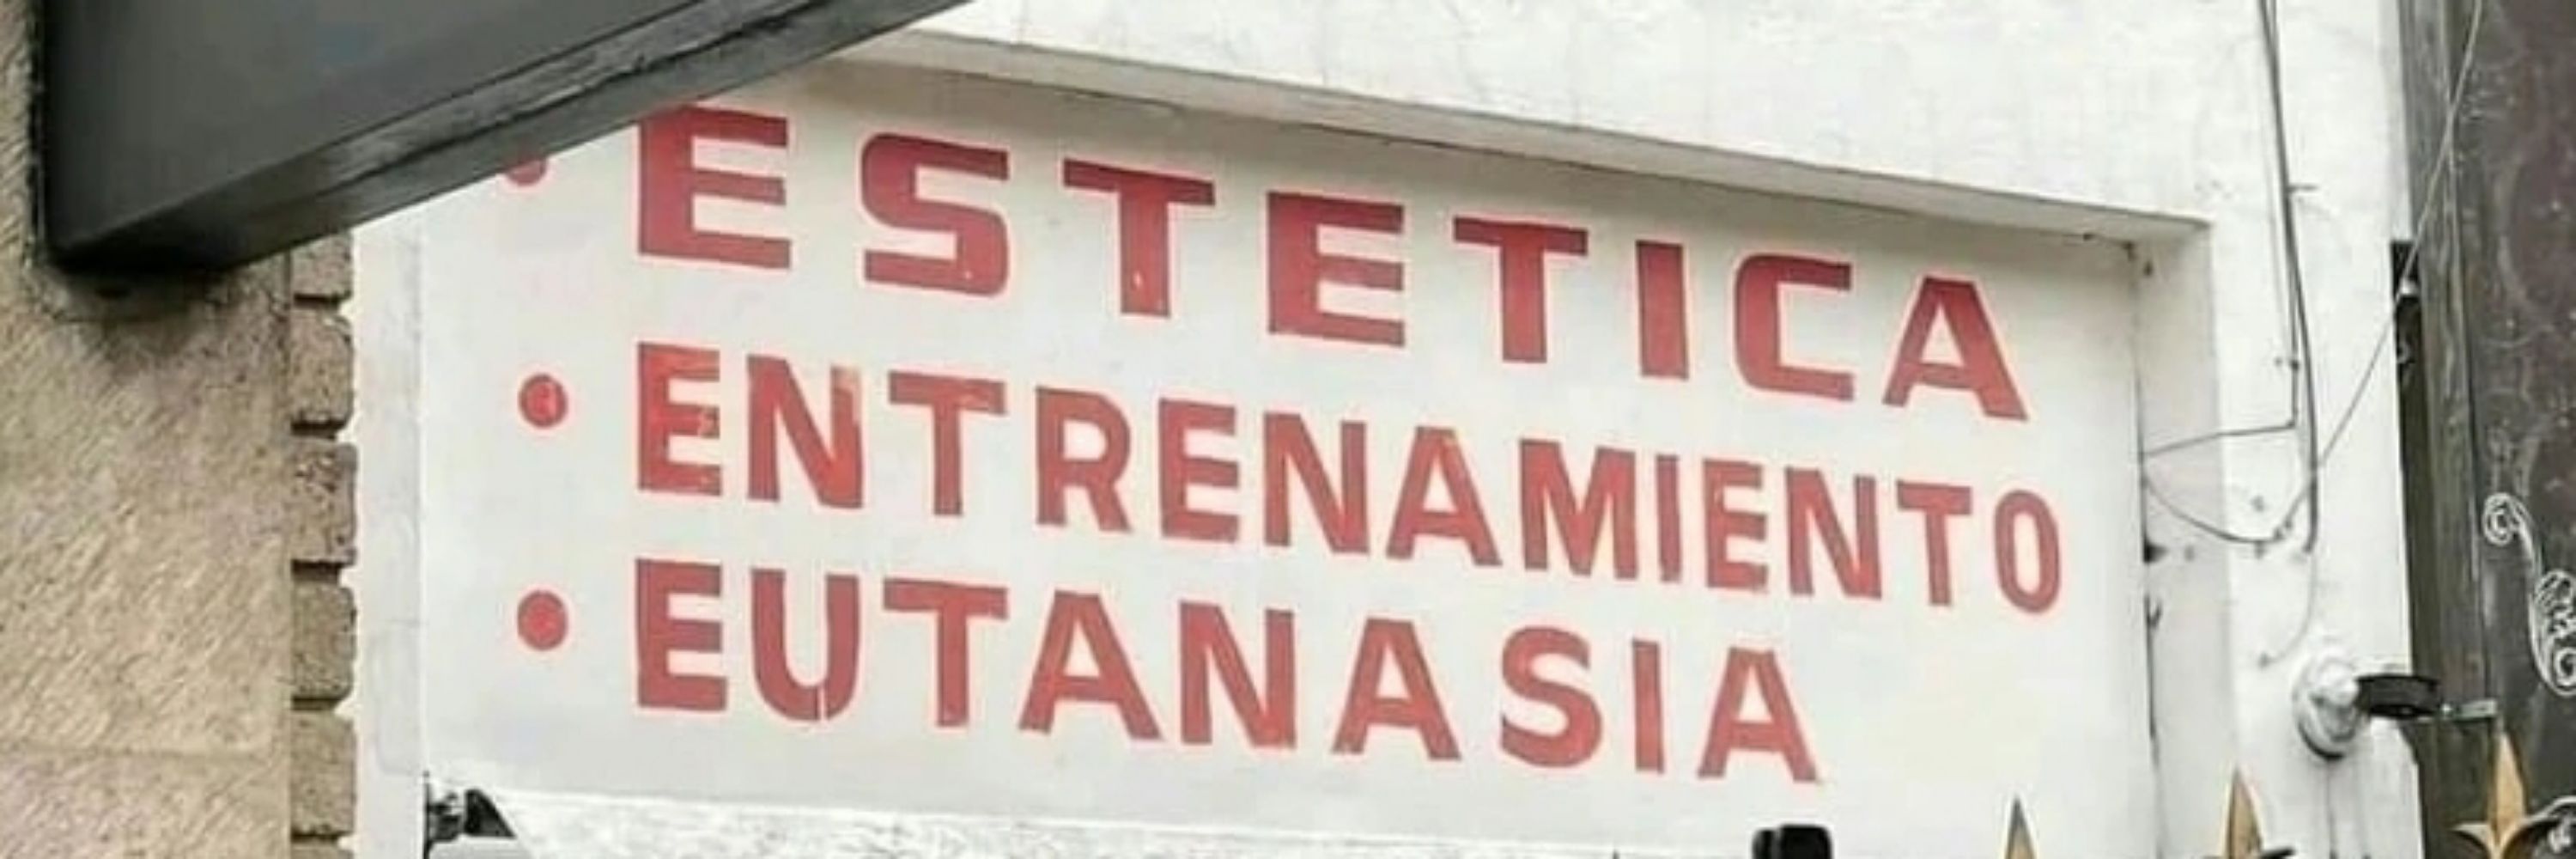 • ESTETICA
• ENTRENAMIENTO
• EUTANASIA